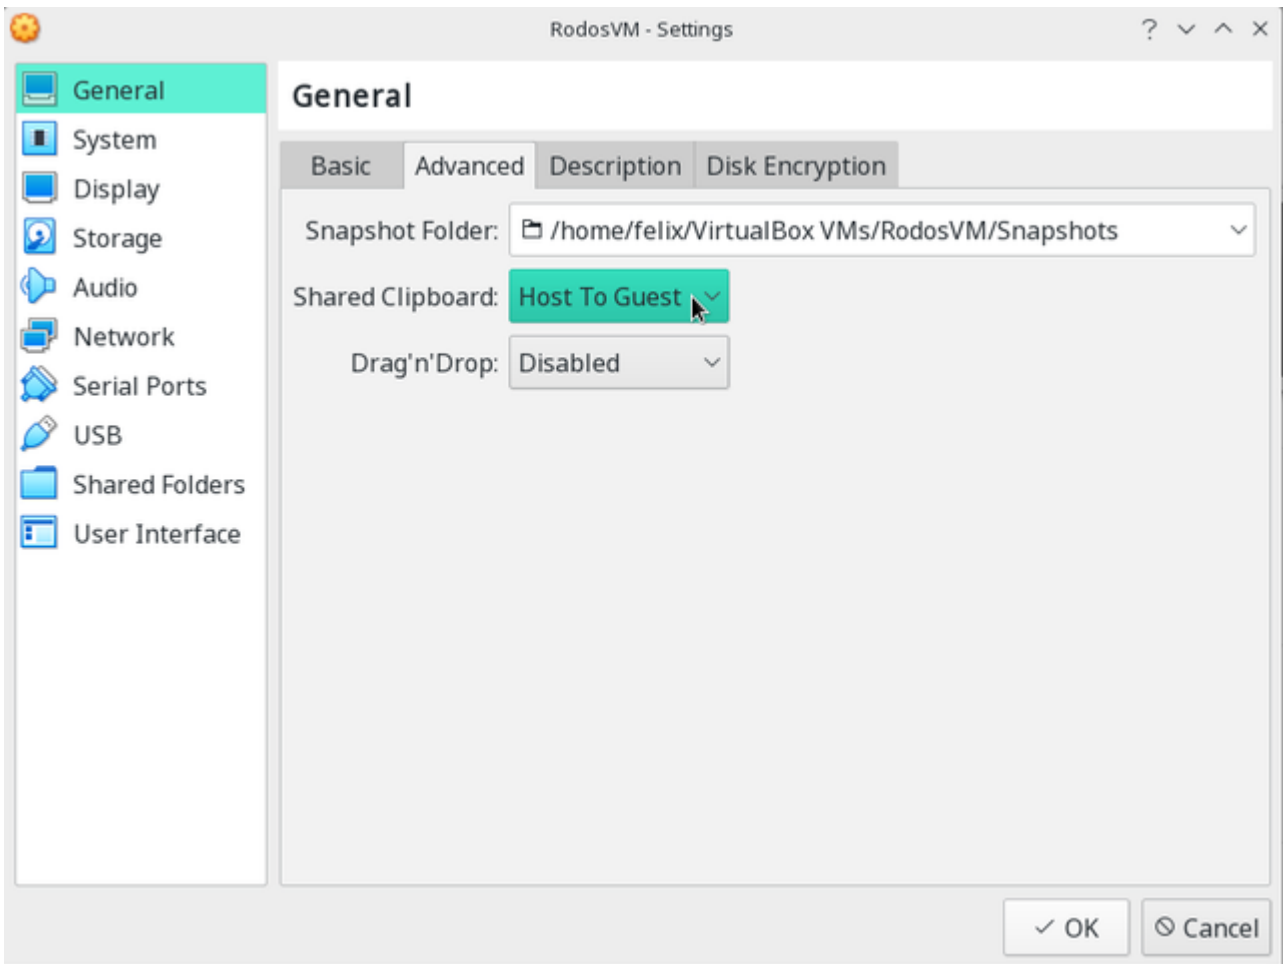 RodosVM - Settings
General
System
Display
Storage
Audio
Network
Serial Ports
USB
Shared Folders
User Interface
General
Basic Advanced Description Disk Encryption
Snapshot Folder: /home/felix/VirtualBox VMs/RodosVM/Snapshots
Shared Clipboard: Host To Guest
Drag'n'Drop: Disabled
OK Cancel